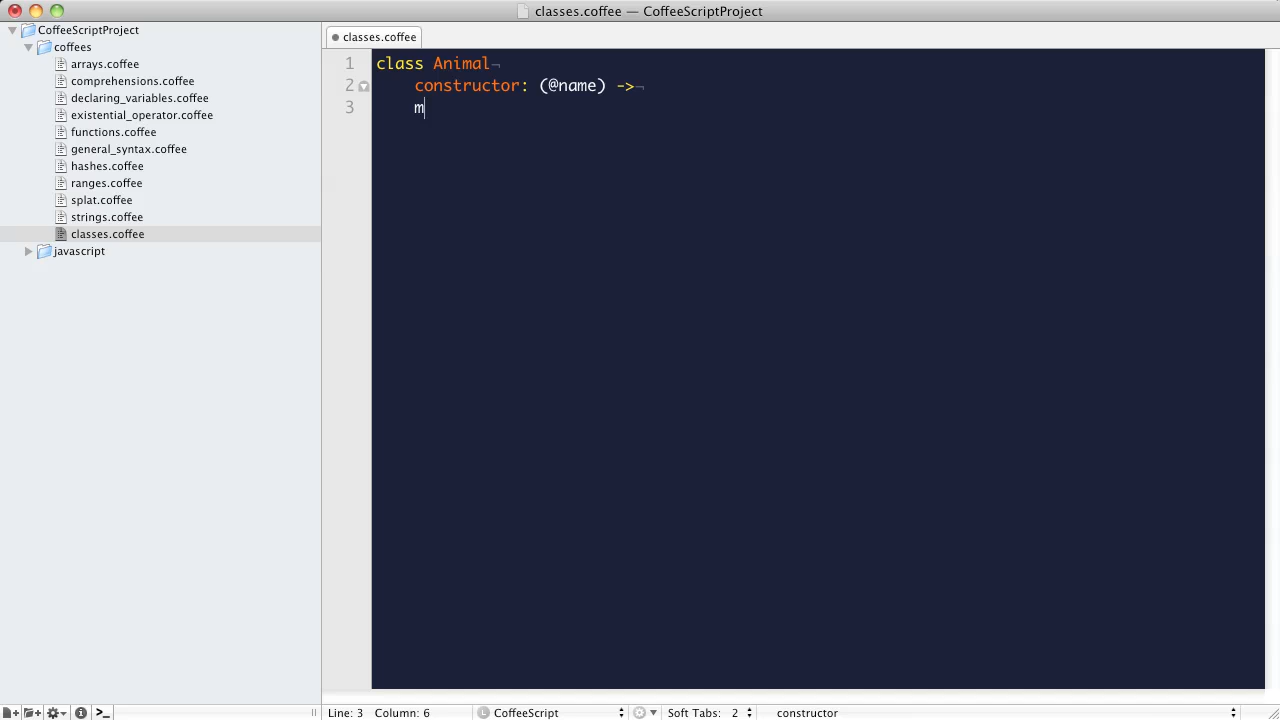 classes.coffee — CoffeeScriptProject
CoffeeScriptProject
coffees
arrays.coffee
comprehensions.coffee
declaring_variables.coffee
existential_operator.coffee
functions.coffee
general_syntax.coffee
hashes.coffee
ranges.coffee
splat.coffee
strings.coffee
classes.coffee
javascript
classes.coffee
1 class Animal¬
2 constructor: (@name) ->¬
3 m
Line: 3 Column: 6 L CoffeeScript Soft Tabs: 2 constructor